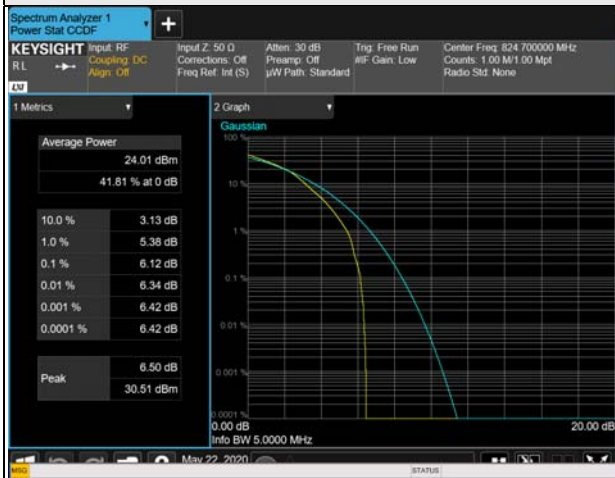 Spectrum Analyzer 1
Power Stat CCDF
KEYSIGHT
RL
LXI
Input: RF
Coupling: DC
Align: Off
Input Z: 50 Ω
Corrections: Off
Freq Ref: Int (S)
Atten: 30 dB
Preamp: Off
µW Path: Standard
Trig: Free Run
#IF Gain: Low
Center Freq: 824.700000 MHz
Counts: 1.00 M/1.00 Mpt
Radio Std: None
1 Metrics
Average Power
24.01 dBm
41.81 % at 0 dB
10.0 % 3.13 dB
1.0 % 5.38 dB
0.1 % 6.12 dB
0.01 % 6.34 dB
0.001 % 6.42 dB
0.0001 % 6.42 dB
Peak
6.50 dB
30.51 dBm
2 Graph
Gaussian
100 %
10 %
1 %
0.1 %
0.01 %
0.001 %
0.0001 %
0.00 dB 20.00 dB
Info BW 5.0000 MHz
May 22, 2020
MSG STATUS